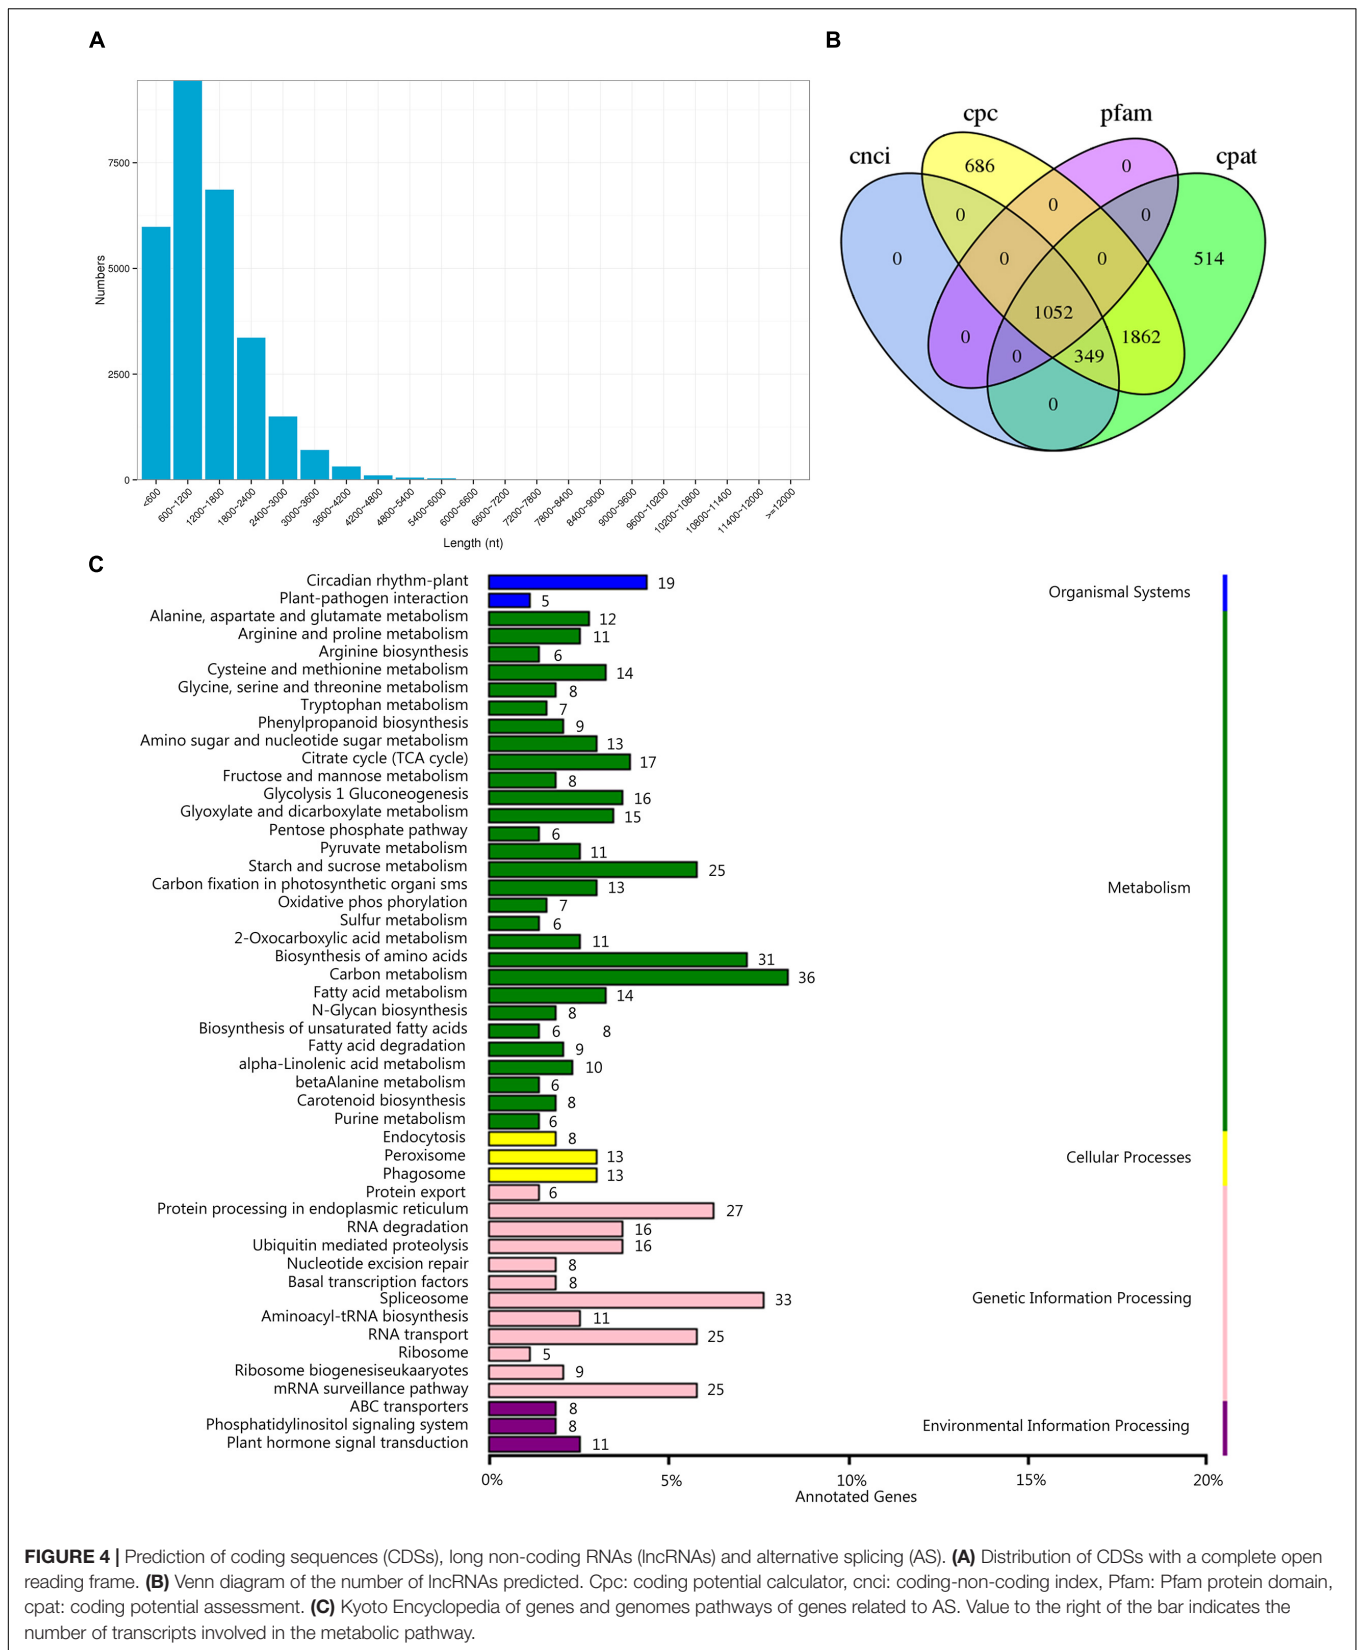 A
B
7500
5000
2500
0
Numbers
<600
600~1200
1200~1800
1800~2400
2400~3000
3000~3600
3600~4200
4200~4800
4800~5400
5400~6000
6000~6600
6600~7200
7200~7800
7800~8400
8400~9000
9000~9600
9600~10200
10200~10800
10800~11400
11400~12000
>=12000
Length (nt)
cpc
pfam
cnci
cpat
686
0
0
0
0
0
0
0
514
1052
0
0
349
1862
0
C
Circadian rhythm-plant 19
Plant-pathogen interaction 5
Organismal Systems
Alanine, aspartate and glutamate metabolism 12
Arginine and proline metabolism 11
Arginine biosynthesis 6
Cysteine and methionine metabolism 14
Glycine, serine and threonine metabolism 8
Tryptophan metabolism 7
Phenylpropanoid biosynthesis 9
Amino sugar and nucleotide sugar metabolism 13
Citrate cycle (TCA cycle) 17
Fructose and mannose metabolism 8
Glycolysis 1 Gluconeogenesis 16
Glyoxylate and dicarboxylate metabolism 15
Pentose phosphate pathway 6
Pyruvate metabolism 11
Starch and sucrose metabolism 25
Carbon fixation in photosynthetic organi sms 13
Metabolism
Oxidative phos phorylation 7
Sulfur metabolism 6
2-Oxocarboxylic acid metabolism 11
Biosynthesis of amino acids 31
Carbon metabolism 36
Fatty acid metabolism 14
N-Glycan biosynthesis 8
Biosynthesis of unsaturated fatty acids 6 8
Fatty acid degradation 9
alpha-Linolenic acid metabolism 10
betaAlanine metabolism 6
Carotenoid biosynthesis 8
Purine metabolism 6
Endocytosis 8
Peroxisome 13
Cellular Processes
Phagosome 13
Protein export 6
Protein processing in endoplasmic reticulum 27
RNA degradation 16
Ubiquitin mediated proteolysis 16
Nucleotide excision repair 8
Basal transcription factors 8
Spliceosome 33
Genetic Information Processing
Aminoacyl-tRNA biosynthesis 11
RNA transport 25
Ribosome 5
Ribosome biogenesiseukaaryotes 9
mRNA surveillance pathway 25
ABC transporters 8
Phosphatidylinositol signaling system 8
Environmental Information Processing
Plant hormone signal transduction 11
0% 5% 10% 15% 20%
Annotated Genes
FIGURE 4 | Prediction of coding sequences (CDSs), long non-coding RNAs (lncRNAs) and alternative splicing (AS). (A) Distribution of CDSs with a complete open
reading frame. (B) Venn diagram of the number of lncRNAs predicted. Cpc: coding potential calculator, cnci: coding-non-coding index, Pfam: Pfam protein domain,
cpat: coding potential assessment. (C) Kyoto Encyclopedia of genes and genomes pathways of genes related to AS. Value to the right of the bar indicates the
number of transcripts involved in the metabolic pathway.